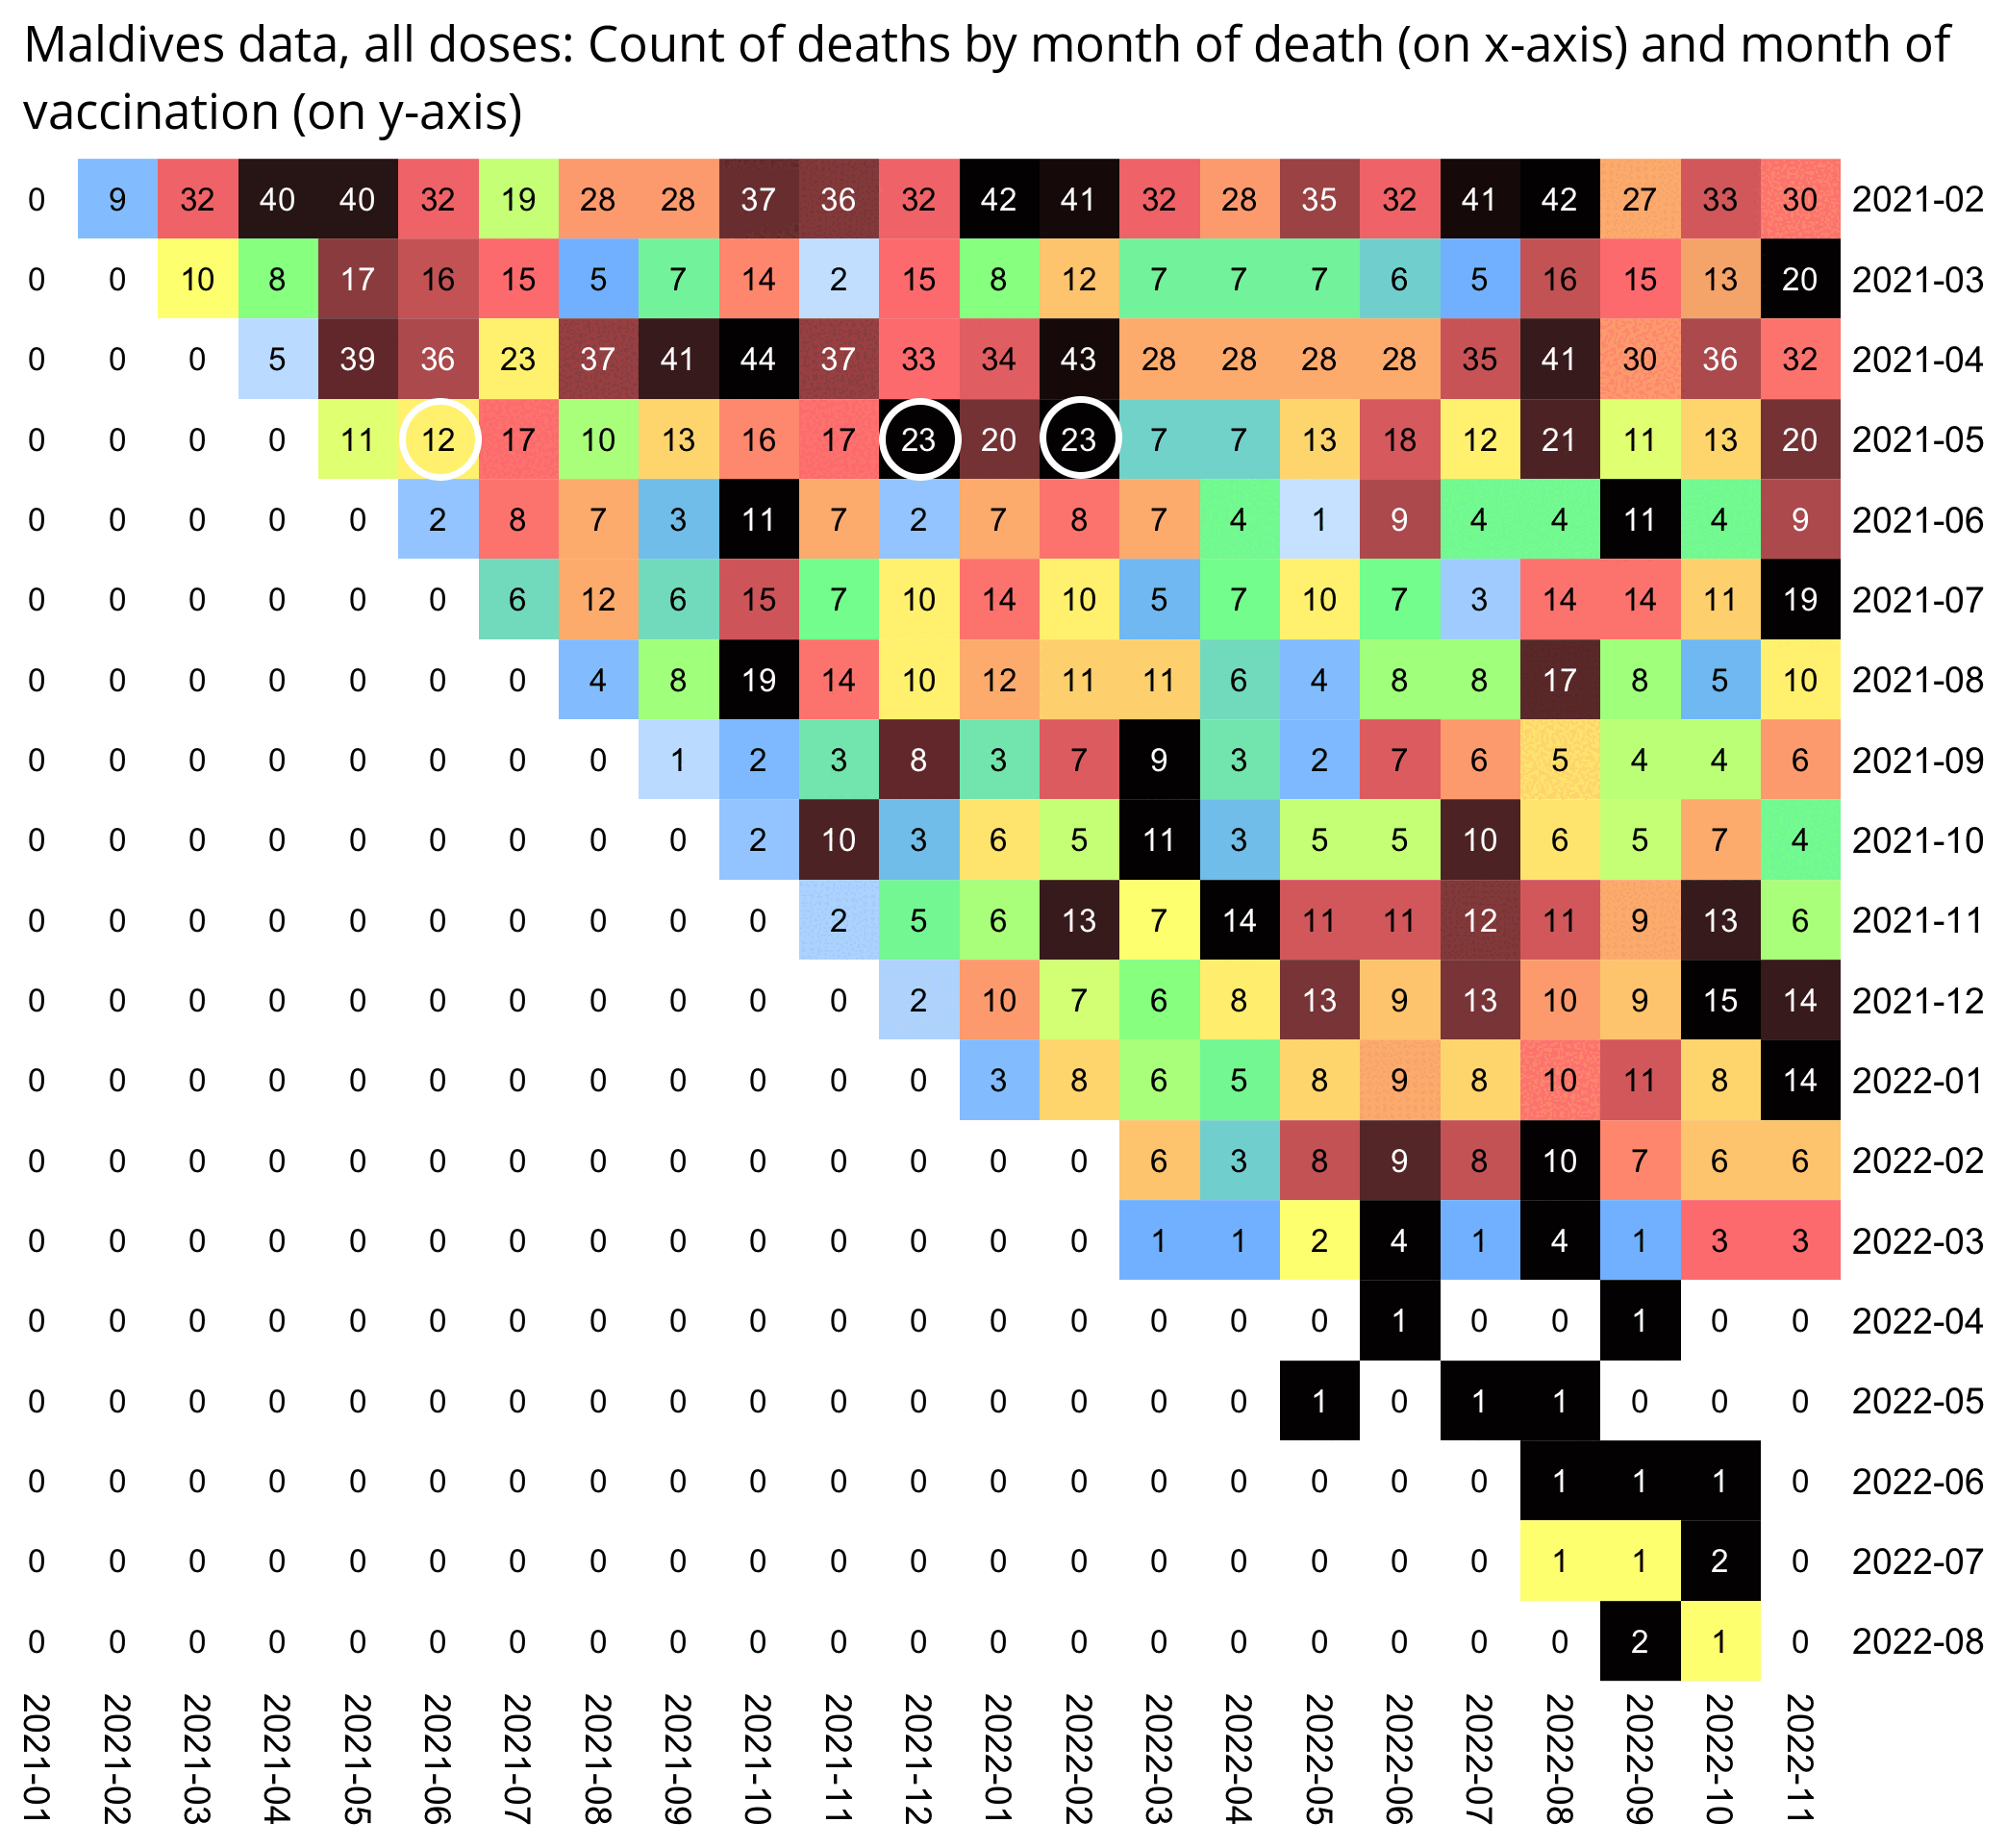 Maldives data, all doses: Count of deaths by month of death (on x-axis) and month of
vaccination (on y-axis)
0 9 32 40 40 32 19 28 28 37 36 32 42 41 32 28 35 32 41 42 27 33 30 2021-02
0 0 10 8 17 16 15 5 7 14 2 15 8 12 7 7 7 6 5 16 15 13 20 2021-03
0 0 0 5 39 36 23 37 41 44 37 33 34 43 28 28 28 28 35 41 30 36 32 2021-04
0 0 0 0 11 12 17 10 13 16 17 23 20 23 7 7 13 18 12 21 11 13 20 2021-05
0 0 0 0 0 2 8 7 3 11 7 2 7 8 7 4 1 9 4 4 11 4 9 2021-06
0 0 0 0 0 0 6 12 6 15 7 10 14 10 5 7 10 7 3 14 14 11 19 2021-07
0 0 0 0 0 0 0 4 8 19 14 10 12 11 11 6 4 8 8 17 8 5 10 2021-08
0 0 0 0 0 0 0 0 1 2 3 8 3 7 9 3 2 7 6 5 4 4 6 2021-09
0 0 0 0 0 0 0 0 0 2 10 3 6 5 11 3 5 5 10 6 5 7 4 2021-10
0 0 0 0 0 0 0 0 0 0 2 5 6 13 7 14 11 11 12 11 9 13 6 2021-11
0 0 0 0 0 0 0 0 0 0 0 2 10 7 6 8 13 9 13 10 9 15 14 2021-12
0 0 0 0 0 0 0 0 0 0 0 0 3 8 6 5 8 9 8 10 11 8 14 2022-01
0 0 0 0 0 0 0 0 0 0 0 0 0 0 6 3 8 9 8 10 7 6 6 2022-02
0 0 0 0 0 0 0 0 0 0 0 0 0 0 1 1 2 4 1 4 1 3 3 2022-03
0 0 0 0 0 0 0 0 0 0 0 0 0 0 0 0 0 1 0 0 1 0 0 2022-04
0 0 0 0 0 0 0 0 0 0 0 0 0 0 0 0 1 0 1 1 0 0 0 2022-05
0 0 0 0 0 0 0 0 0 0 0 0 0 0 0 0 0 0 0 1 1 1 0 2022-06
0 0 0 0 0 0 0 0 0 0 0 0 0 0 0 0 0 0 0 1 1 2 0 2022-07
0 0 0 0 0 0 0 0 0 0 0 0 0 0 0 0 0 0 0 0 2 1 0 2022-08
2021-01 2021-02 2021-03 2021-04 2021-05 2021-06 2021-07 2021-08 2021-09 2021-10 2021-11 2021-12 2022-01 2022-02 2022-03 2022-04 2022-05 2022-06 2022-07 2022-08 2022-09 2022-10 2022-11